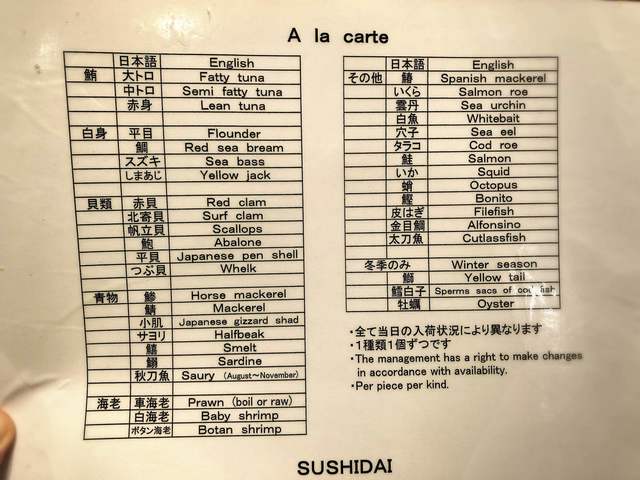 A la carte
日本語 English
鮪 大トロ Fatty tuna
中トロ Semi fatty tuna
赤身 Lean tuna
白身 平目 Flounder
鯛 Red sea bream
スズキ Sea bass
しまあじ Yellow jack
貝類 赤貝 Red clam
北寄貝 Surf clam
帆立貝 Scallops
鮑 Abalone
平貝 Japanese pen shell
つぶ貝 Whelk
青物 鯵 Horse mackerel
鯖 Mackerel
小肌 Japanese gizzard shad
サヨリ Halfbeak
鱚 Smelt
鰯 Sardine
秋刀魚 Saury (August～November)
海老 車海老 Prawn (boil or raw)
白海老 Baby shrimp
ボタン海老 Botan shrimp
日本語 English
その他 鰆 Spanish mackerel
いくら Salmon roe
雲丹 Sea urchin
白魚 Whitebait
穴子 Sea eel
タラコ Cod roe
鮭 Salmon
いか Squid
蛸 Octopus
鰹 Bonito
皮はぎ Filefish
金目鯛 Alfonsino
太刀魚 Cutlassfish
冬季のみ Winter season
鰤 Yellow tail
鱈白子 Sperms sacs of codfish
牡蠣 Oyster
・全て当日の入荷状況により異なります
・1種類1個ずつです
・The management has a right to make changes
in accordance with availability.
・Per piece per kind.
SUSHIDAI